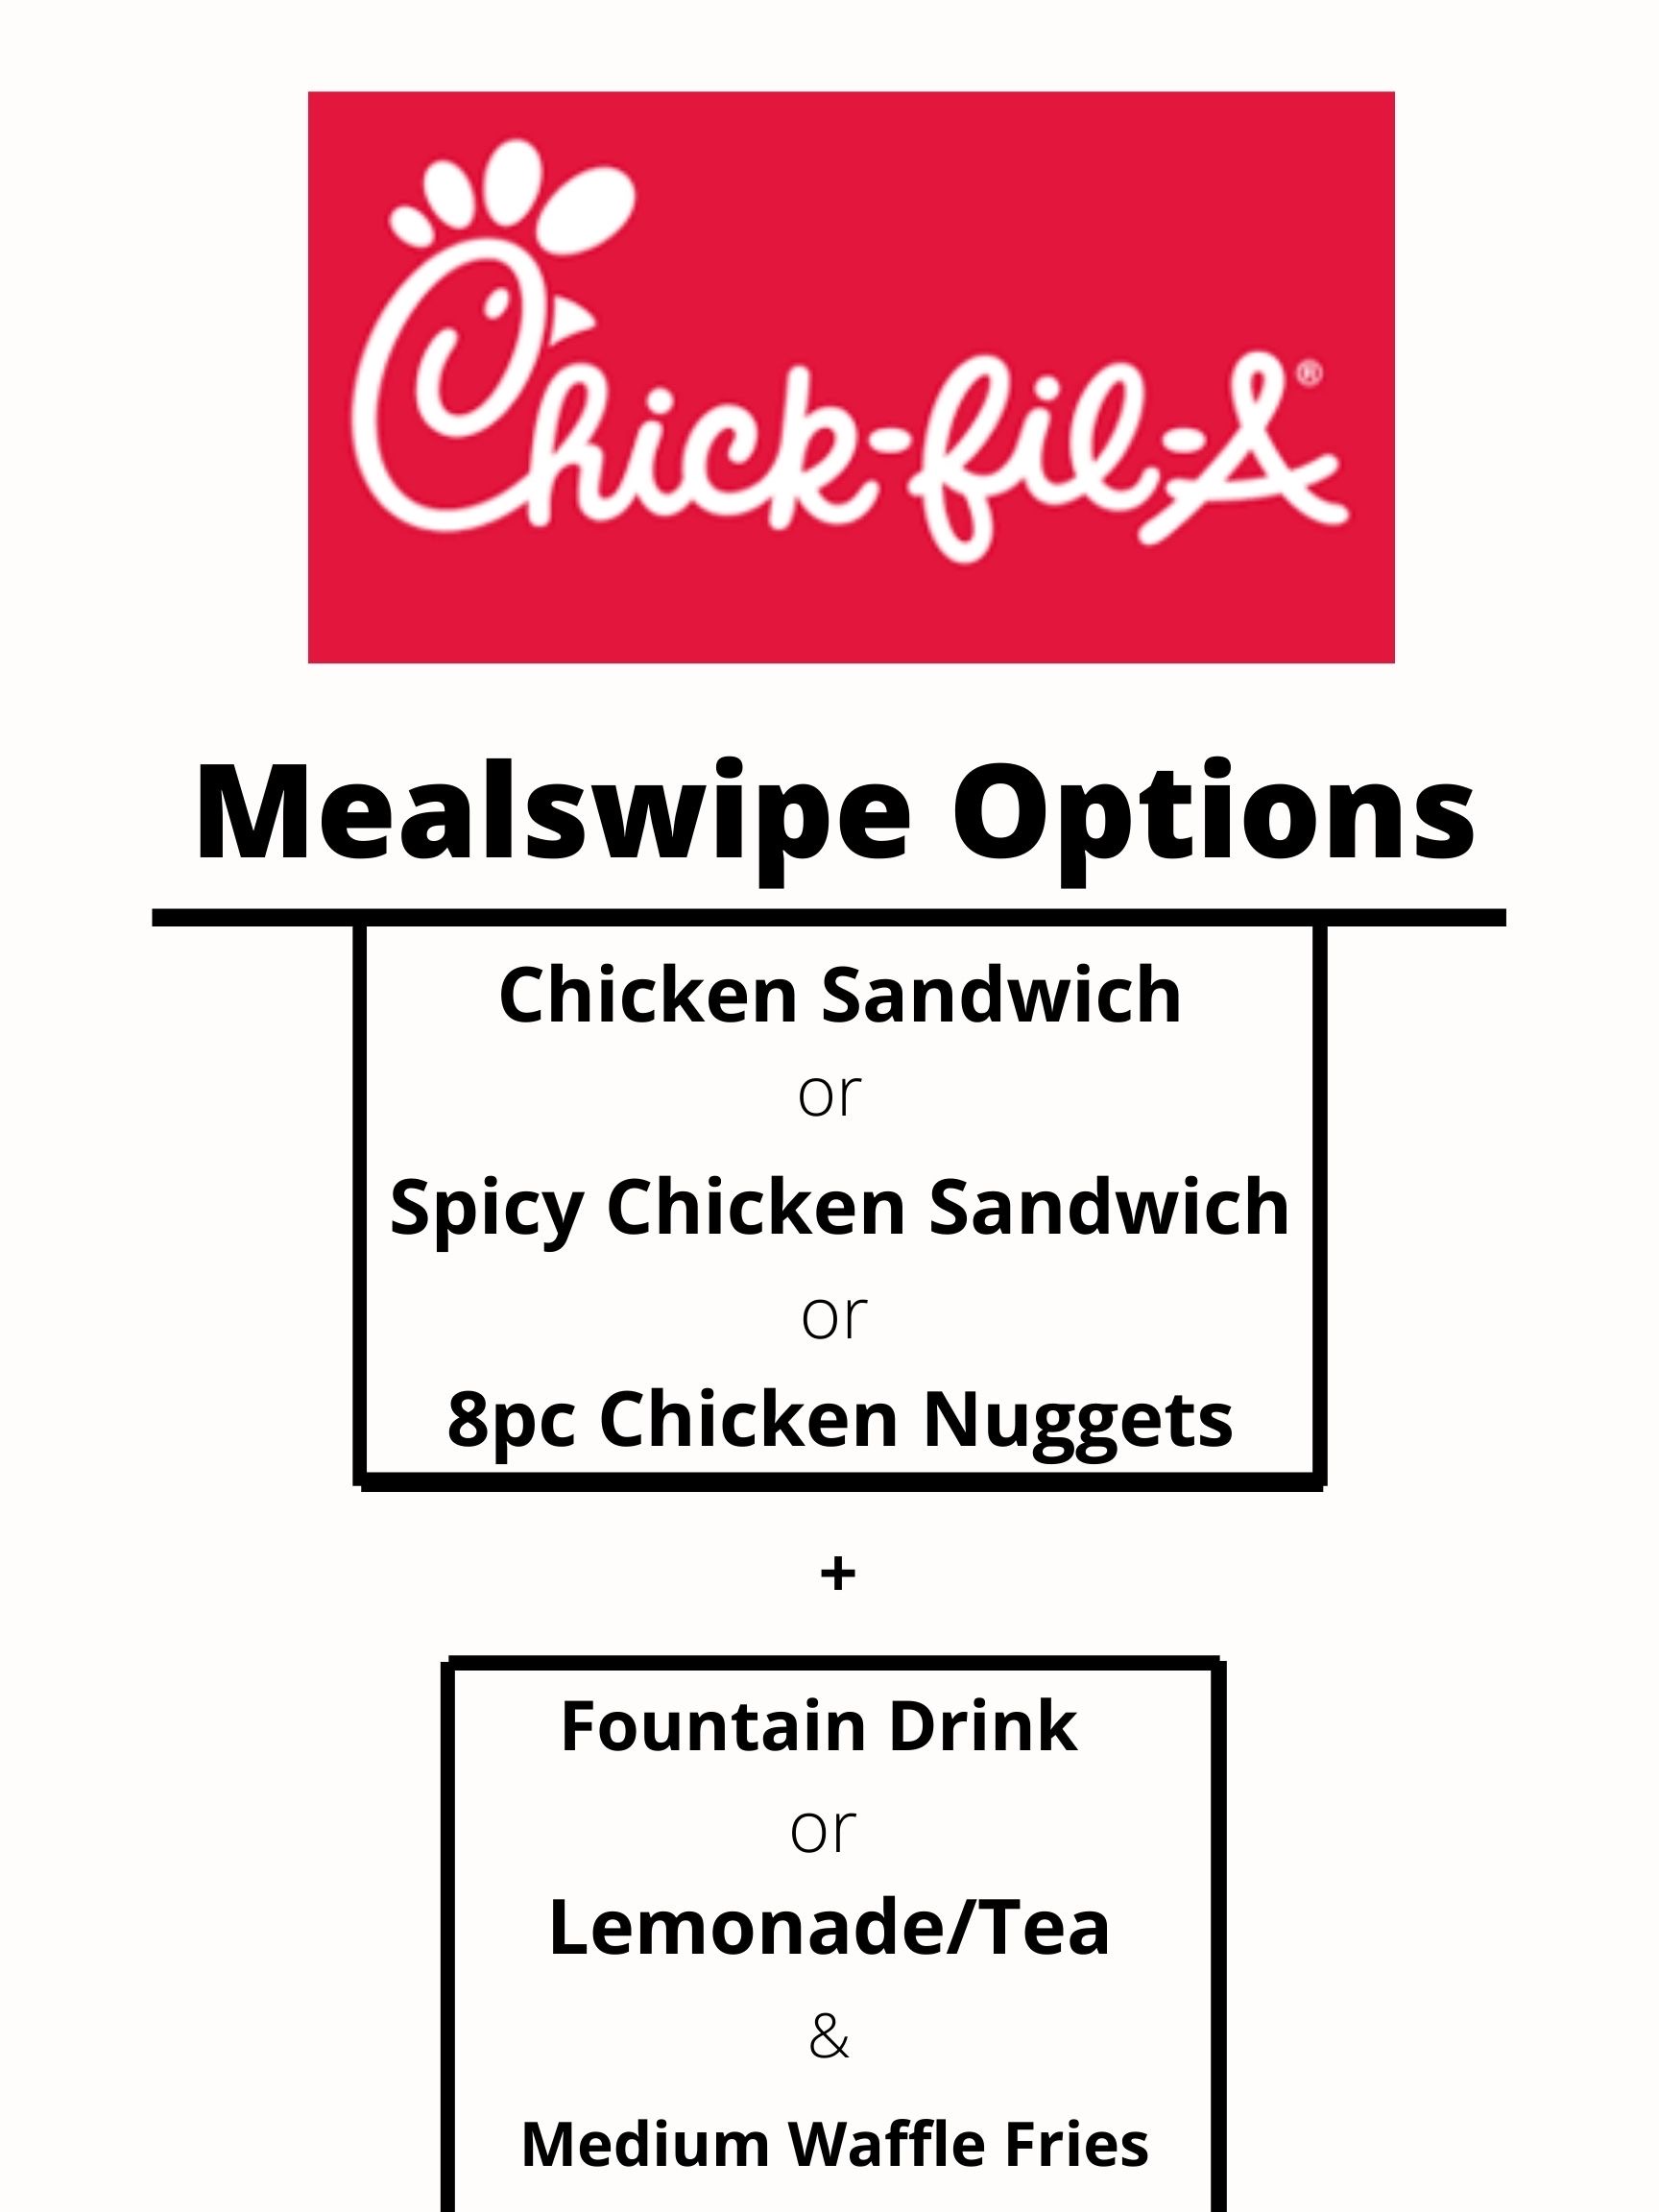 Chick-fil-A®
Mealswipe Options
Chicken Sandwich
or
Spicy Chicken Sandwich
or
8pc Chicken Nuggets
+
Fountain Drink
or
Lemonade/Tea
&
Medium Waffle Fries